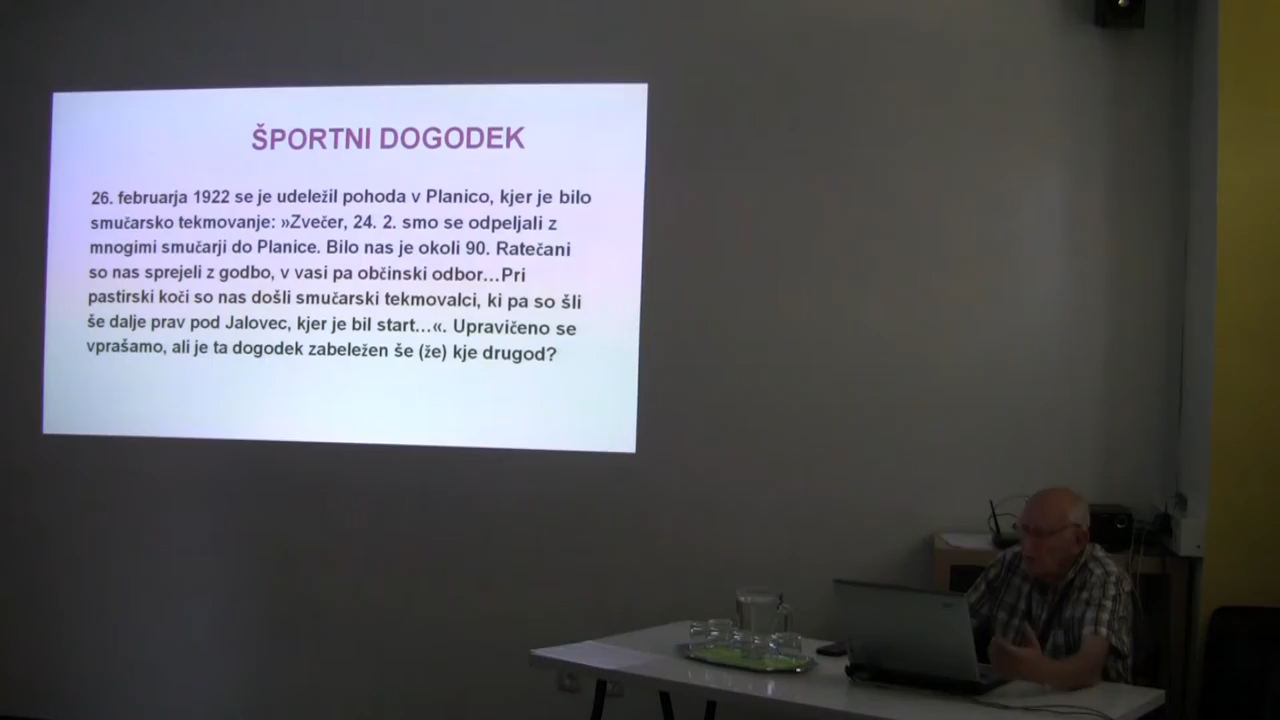 ŠPORTNI DOGODEK
26. februarja 1922 se je udeležil pohoda v Planico, kjer je bilo
smučarsko tekmovanje: »Zvečer, 24. 2. smo se odpeljali z
mnogimi smučarji do Planice. Bilo nas je okoli 90. Ratečani
so nas sprejeli z godbo, v vasi pa občinski odbor...Pri
pastirski koči so nas došli smučarski tekmovalci, ki pa so šli
še dalje prav pod Jalovec, kjer je bil start...«. Upravičeno se
vprašamo, ali je ta dogodek zabeležen še (že) kje drugod?